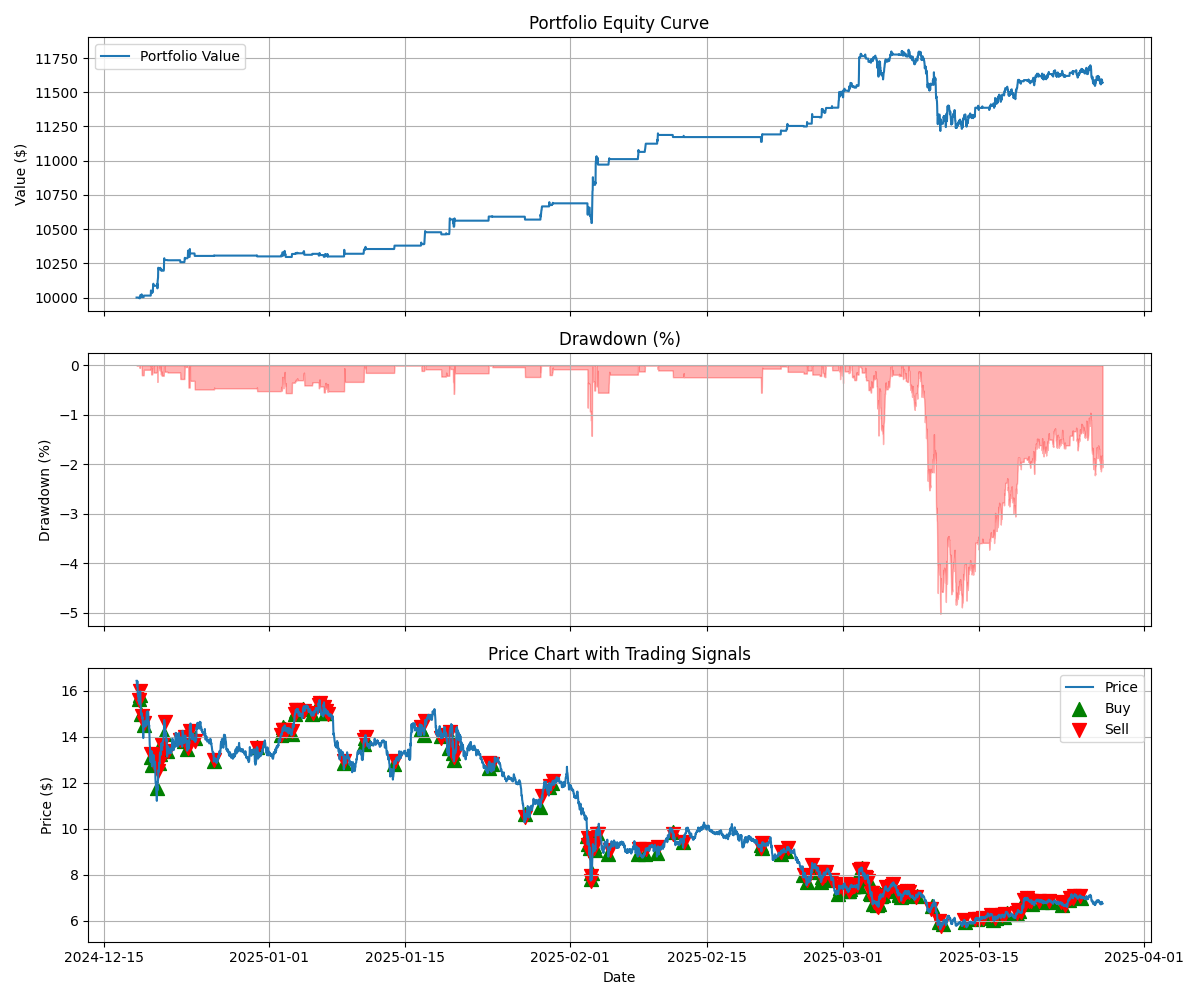 Portfolio Equity Curve
Portfolio Value
Value ($)
11750
11500
11250
11000
10750
10500
10250
10000
Drawdown (%)
Drawdown (%)
0
−1
−2
−3
−4
−5
Price Chart with Trading Signals
Price
Buy
Sell
Price ($)
16
14
12
10
8
6
2024-12-15 2025-01-01 2025-01-15 2025-02-01 2025-02-15 2025-03-01 2025-03-15 2025-04-01
Date